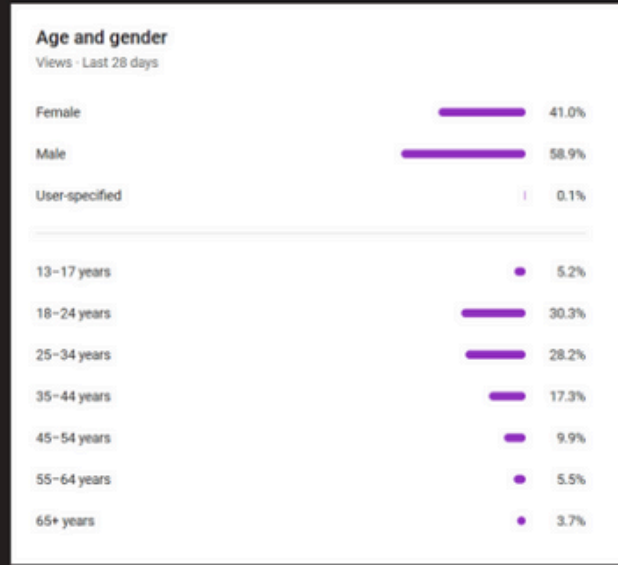 Age and gender
Views · Last 28 days
Female 41.0%
Male 58.9%
User-specified 0.1%
13–17 years 5.2%
18–24 years 30.3%
25–34 years 28.2%
35–44 years 17.3%
45–54 years 9.9%
55–64 years 5.5%
65+ years 3.7%